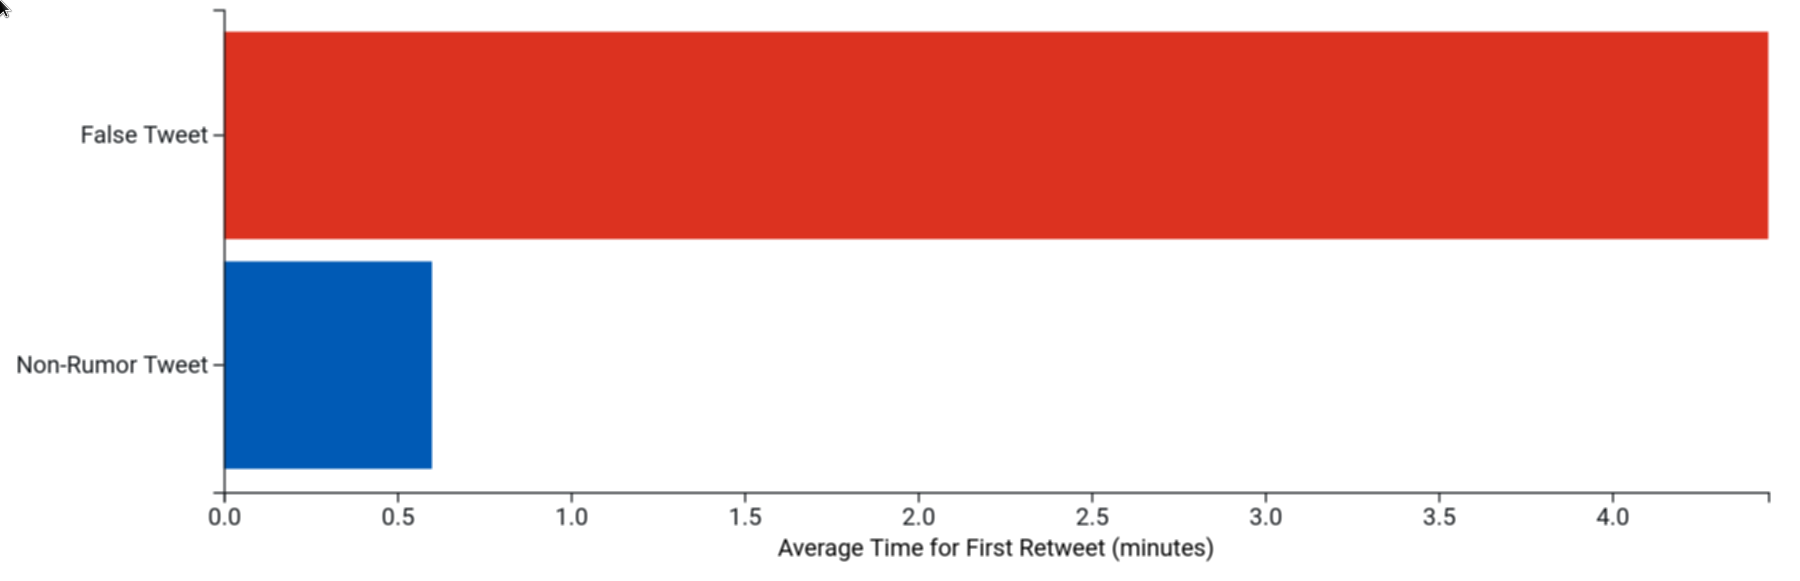 False Tweet
Non-Rumor Tweet
0.0 0.5 1.0 1.5 2.0 2.5 3.0 3.5 4.0
Average Time for First Retweet (minutes)